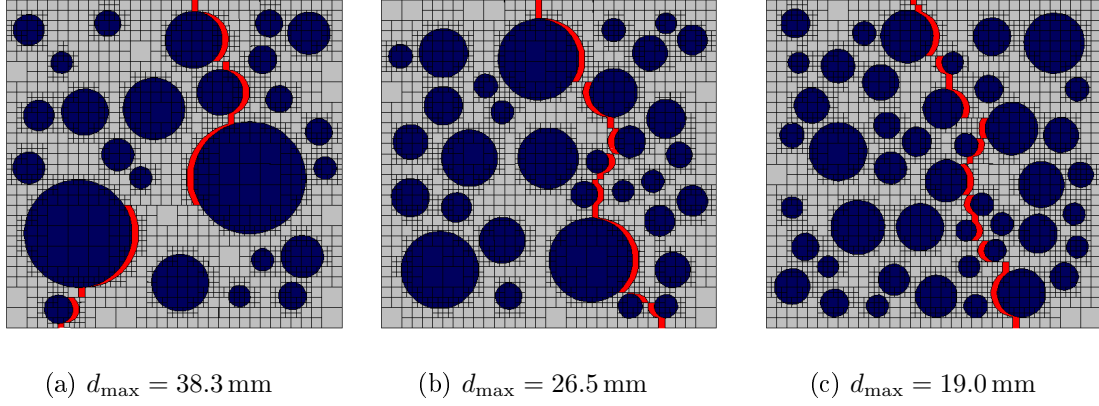 (a) d_max = 38.3 mm
(b) d_max = 26.5 mm
(c) d_max = 19.0 mm